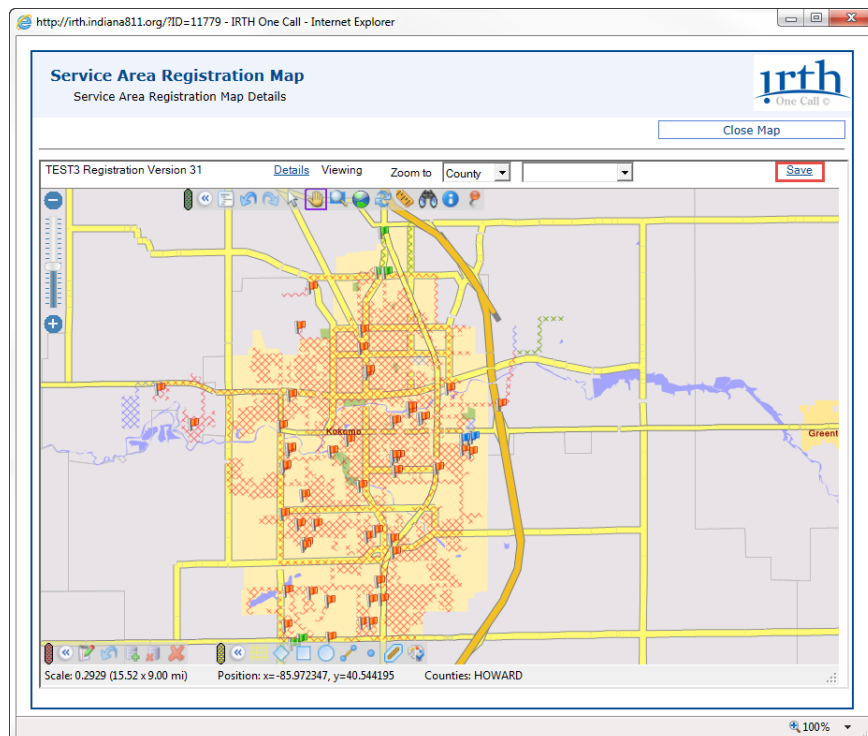 http://irth.indiana811.org/?ID=11779 - IRTH One Call - Internet Explorer
Service Area Registration Map
Service Area Registration Map Details
irth
One Call ©
Close Map
TEST3 Registration Version 31 Details Viewing Zoom to County Save
Kokomo
Greent
Scale: 0.2929 (15.52 x 9.00 mi) Position: x=-85.972347, y=40.544195 Counties: HOWARD
100%